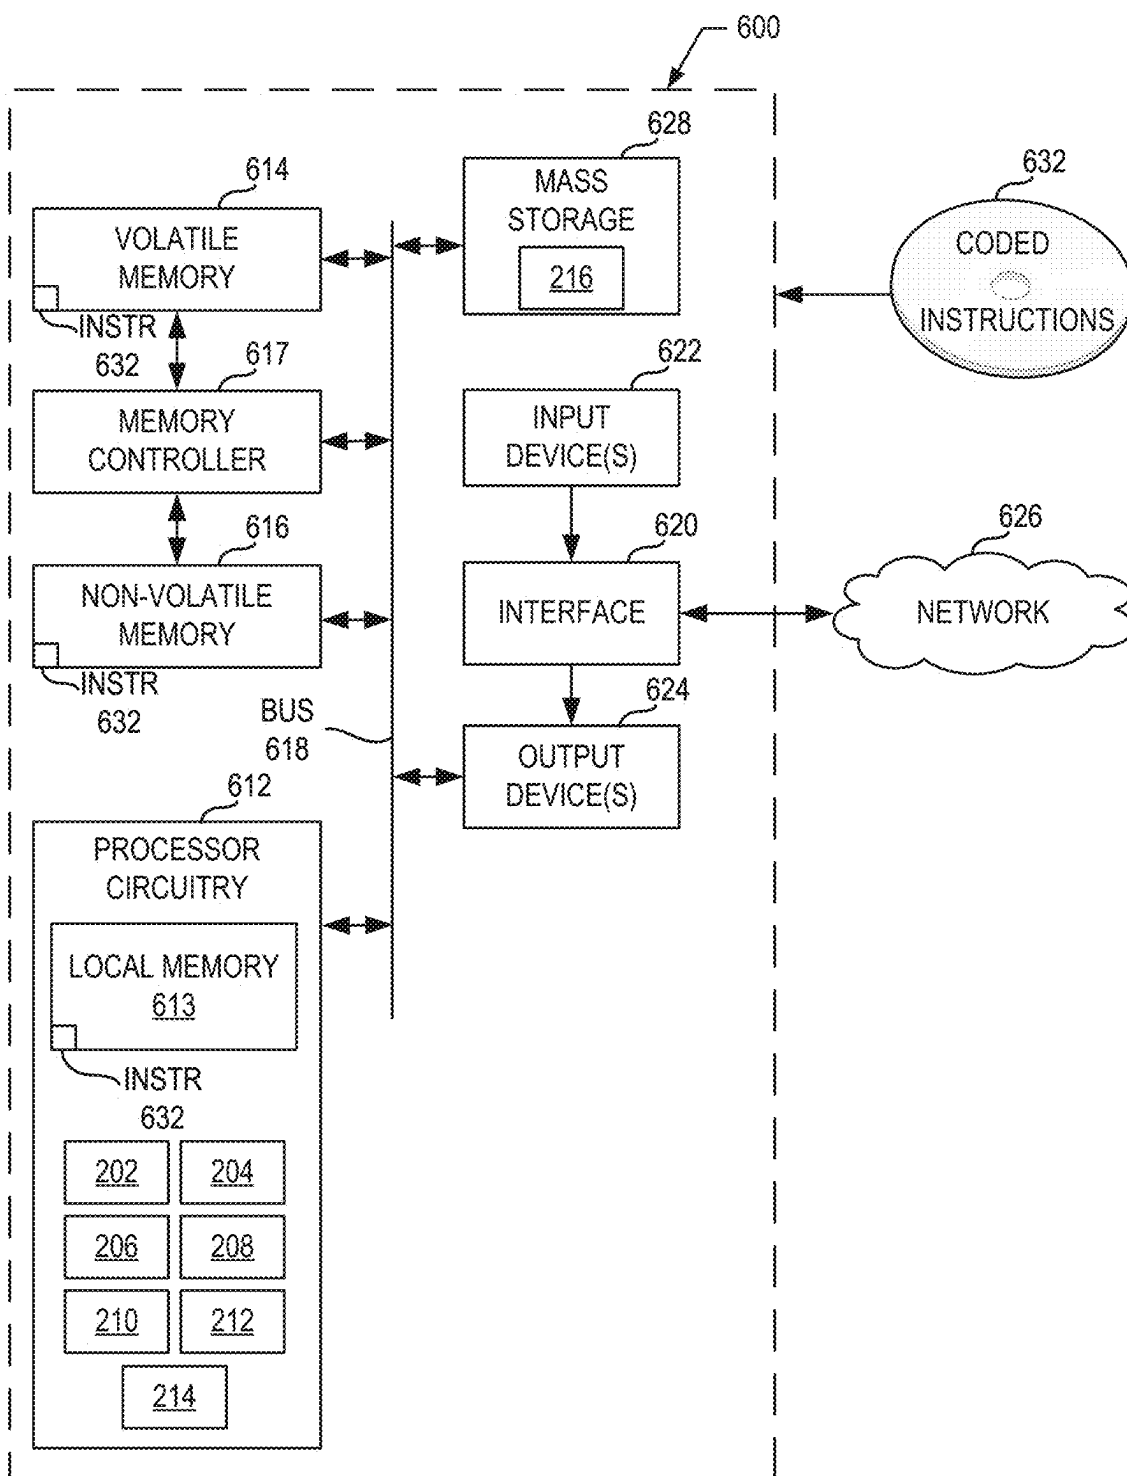 600
614
VOLATILE
MEMORY
INSTR
632
617
MEMORY
CONTROLLER
616
NON-VOLATILE
MEMORY
INSTR
632
BUS
618
612
PROCESSOR
CIRCUITRY
LOCAL MEMORY
613
INSTR
632
202
204
206
208
210
212
214
628
MASS
STORAGE
216
622
INPUT
DEVICE(S)
620
INTERFACE
624
OUTPUT
DEVICE(S)
632
CODED
INSTRUCTIONS
626
NETWORK